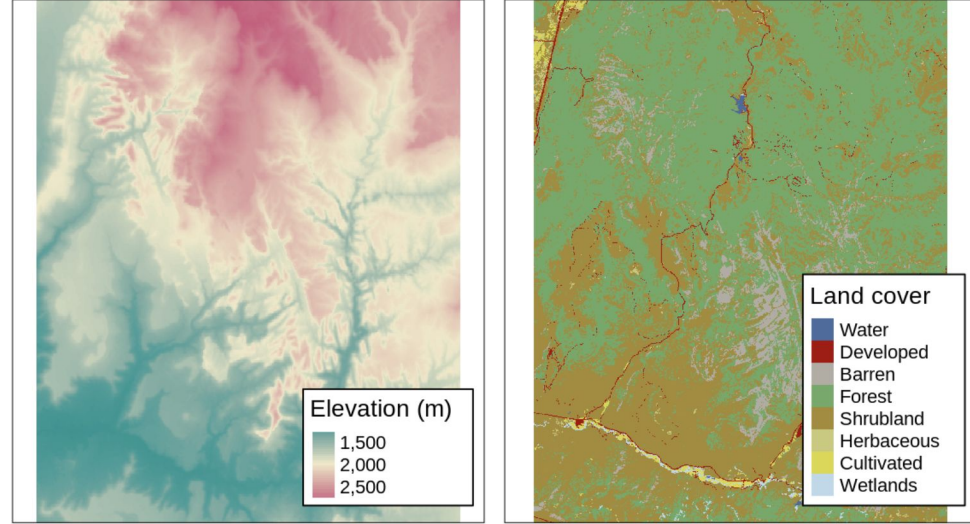 Elevation (m)
1,500
2,000
2,500
Land cover
Water
Developed
Barren
Forest
Shrubland
Herbaceous
Cultivated
Wetlands